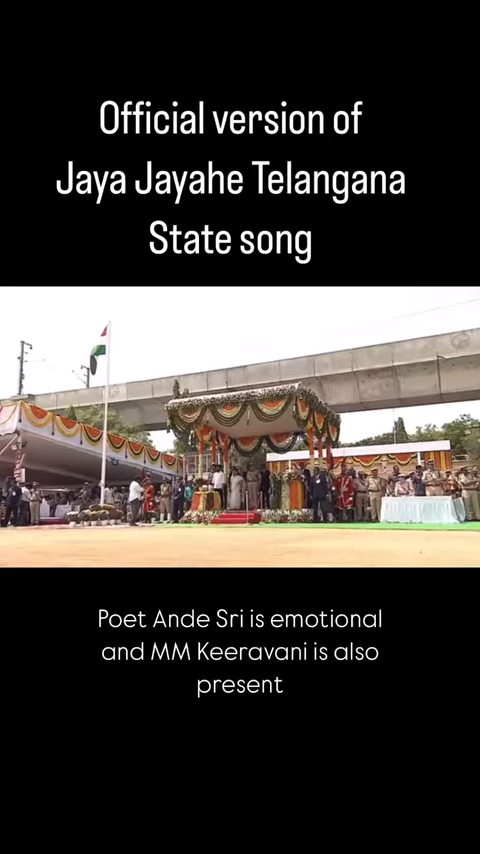 Official version of
Jaya Jayahe Telangana
State song
Poet Ande Sri is emotional
and MM Keeravani is also
present